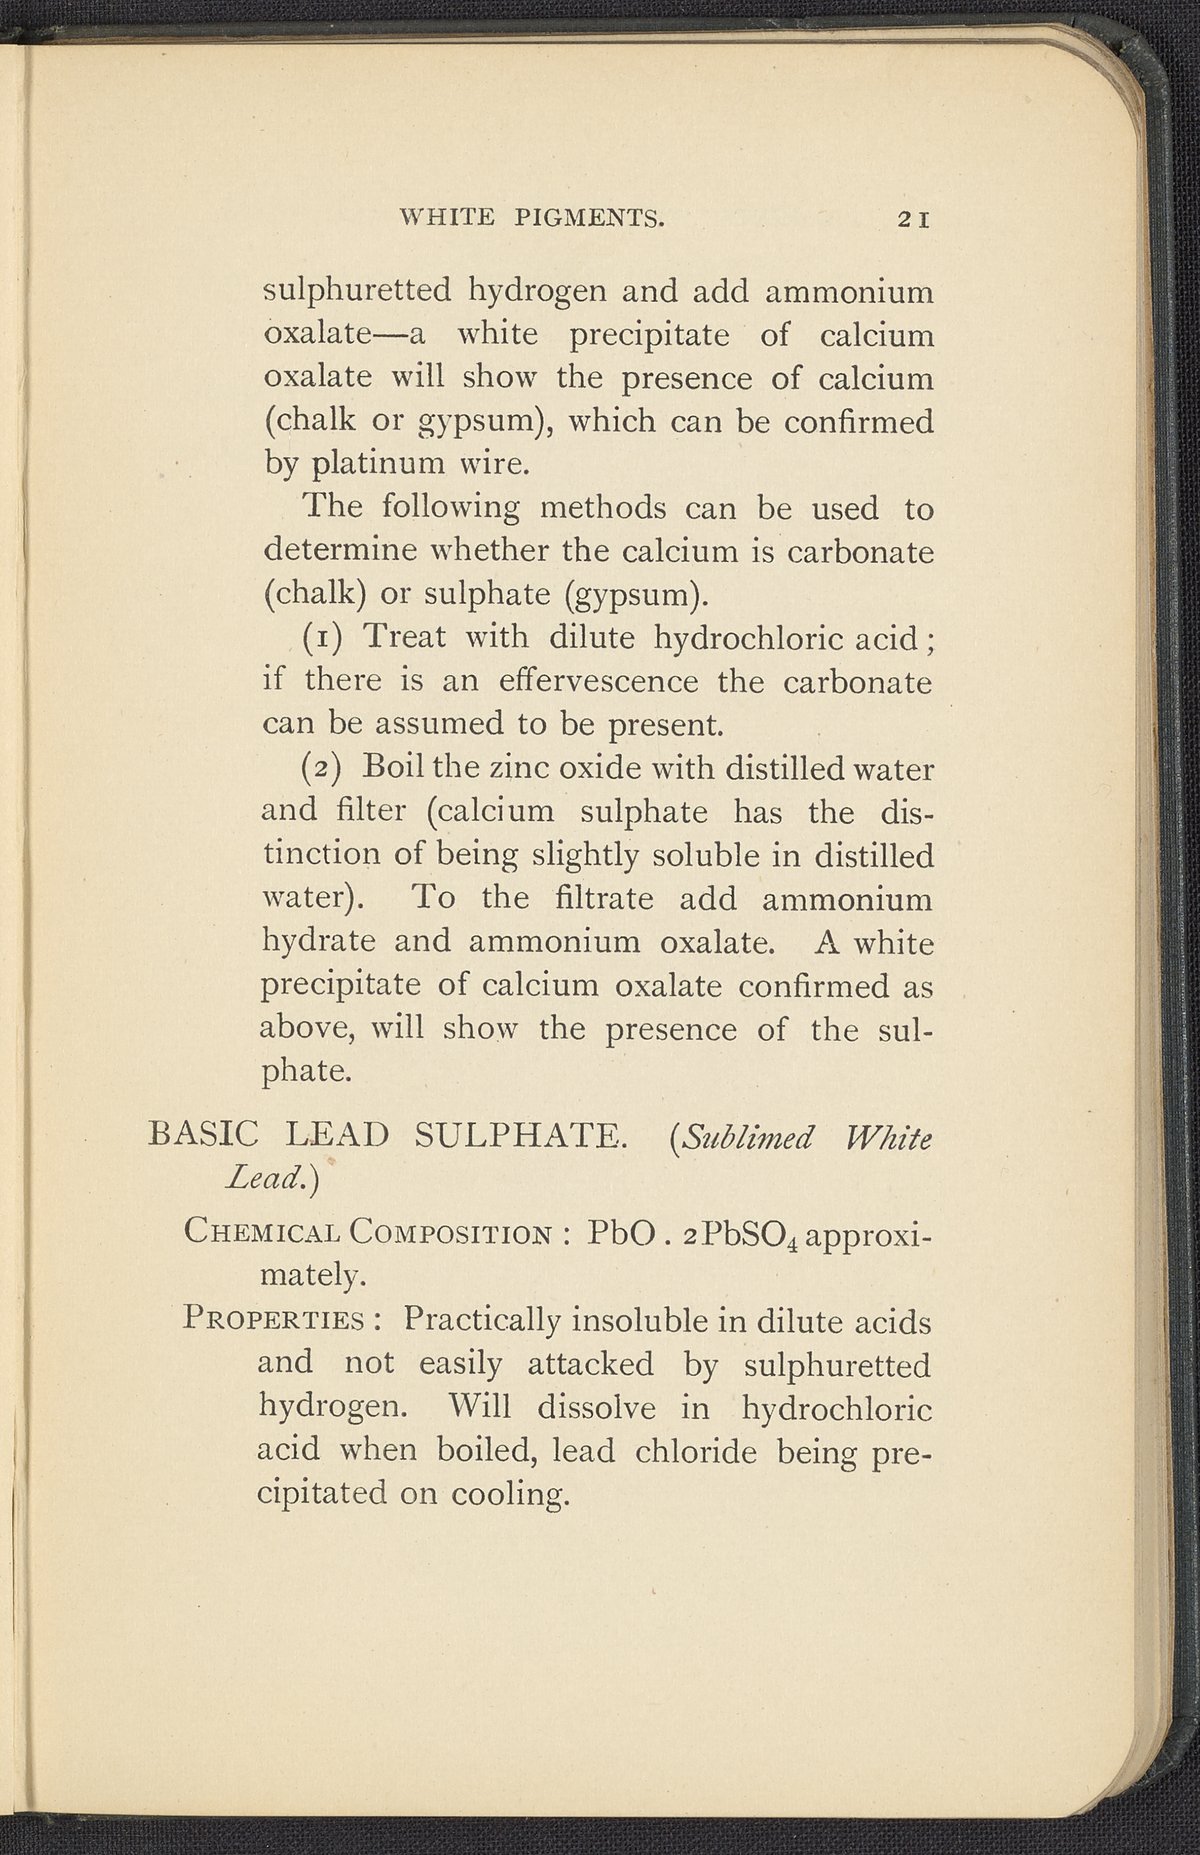 WHITE PIGMENTS. 21
sulphuretted hydrogen and add ammonium
oxalate—a white precipitate of calcium
oxalate will show the presence of calcium
(chalk or gypsum), which can be confirmed
by platinum wire.
The following methods can be used to
determine whether the calcium is carbonate
(chalk) or sulphate (gypsum).
(1) Treat with dilute hydrochloric acid;
if there is an effervescence the carbonate
can be assumed to be present.
(2) Boil the zinc oxide with distilled water
and filter (calcium sulphate has the dis-
tinction of being slightly soluble in distilled
water). To the filtrate add ammonium
hydrate and ammonium oxalate. A white
precipitate of calcium oxalate confirmed as
above, will show the presence of the sul-
phate.
BASIC LEAD SULPHATE. (Sublimed White
Lead.)
CHEMICAL COMPOSITION: PbO . 2PbSO₄ approxi-
mately.
PROPERTIES: Practically insoluble in dilute acids
and not easily attacked by sulphuretted
hydrogen. Will dissolve in hydrochloric
acid when boiled, lead chloride being pre-
cipitated on cooling.